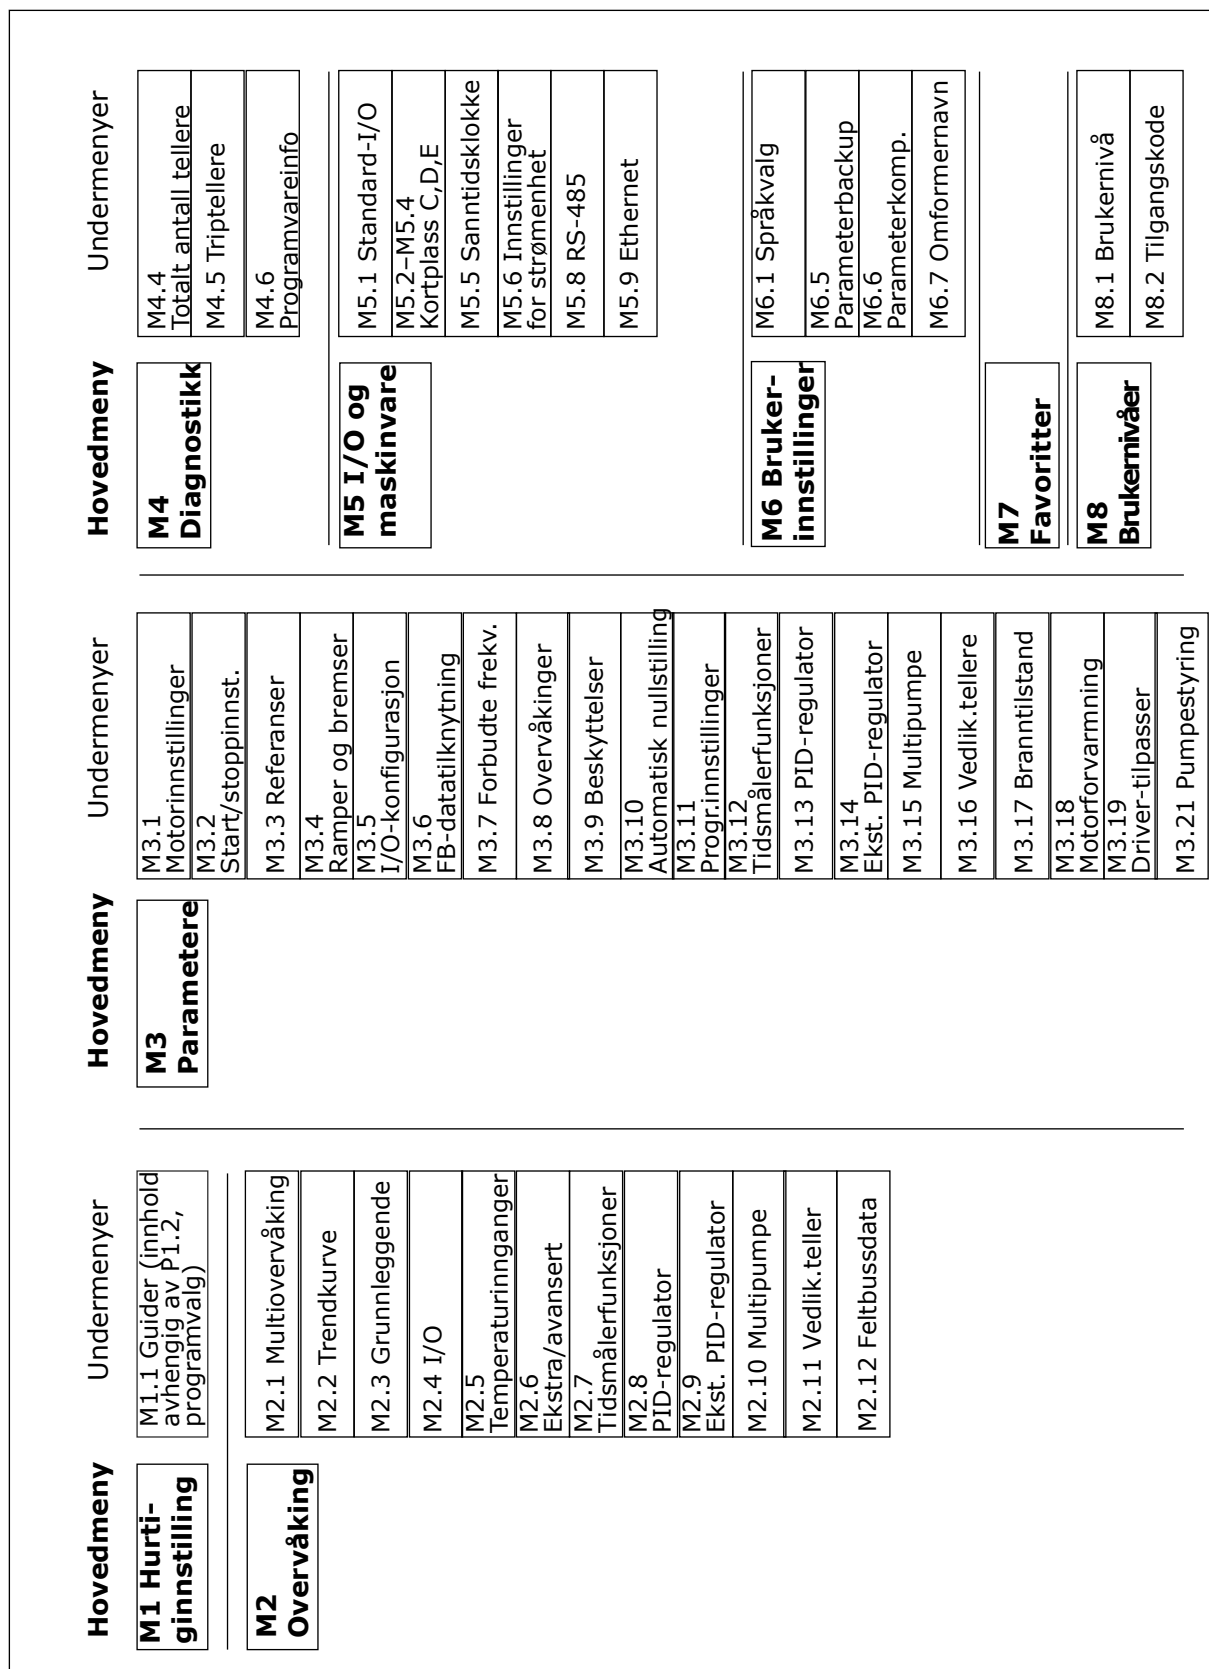 Hovedmeny
Undermenyer
M1 Hurti-
ginnstilling
M1.1 Guider (innhold
avhengig av P1.2,
programvalg)
M2
Overvåking
M2.1 Multiovervåking
M2.2 Trendkurve
M2.3 Grunnleggende
M2.4 I/O
M2.5
Temperaturinnganger
M2.6
Ekstra/avansert
M2.7
Tidsmålerfunksjoner
M2.8
PID-regulator
M2.9
Ekst. PID-regulator
M2.10 Multipumpe
M2.11 Vedlik.teller
M2.12 Feltbussdata
Hovedmeny
Undermenyer
M3
Parametere
M3.1
Motorinnstillinger
M3.2
Start/stoppinnst.
M3.3 Referanser
M3.4
Ramper og bremser
M3.5
I/O-konfigurasjon
M3.6
FB-datatilknytning
M3.7 Forbudte frekv.
M3.8 Overvåkinger
M3.9 Beskyttelser
M3.10
Automatisk nullstilling
M3.11
Progr.innstillinger
M3.12
Tidsmålerfunksjoner
M3.13 PID-regulator
M3.14
Ekst. PID-regulator
M3.15 Multipumpe
M3.16 Vedlik.tellere
M3.17 Branntilstand
M3.18
Motorforvarmning
M3.19
Driver-tilpasser
M3.21 Pumpestyring
Hovedmeny
Undermenyer
M4
Diagnostikk
M4.4
Totalt antall tellere
M4.5 Triptellere
M4.6
Programvareinfo
M5 I/O og
maskinvare
M5.1 Standard-I/O
M5.2–M5.4
Kortplass C,D,E
M5.5 Sanntidsklokke
M5.6 Innstillinger
for strømenhet
M5.8 RS-485
M5.9 Ethernet
M6 Bruker-
innstillinger
M6.1 Språkvalg
M6.5
Parameterbackup
M6.6
Parameterkomp.
M6.7 Omformernavn
M7
Favoritter
M8
Brukernivåer
M8.1 Brukernivå
M8.2 Tilgangskode